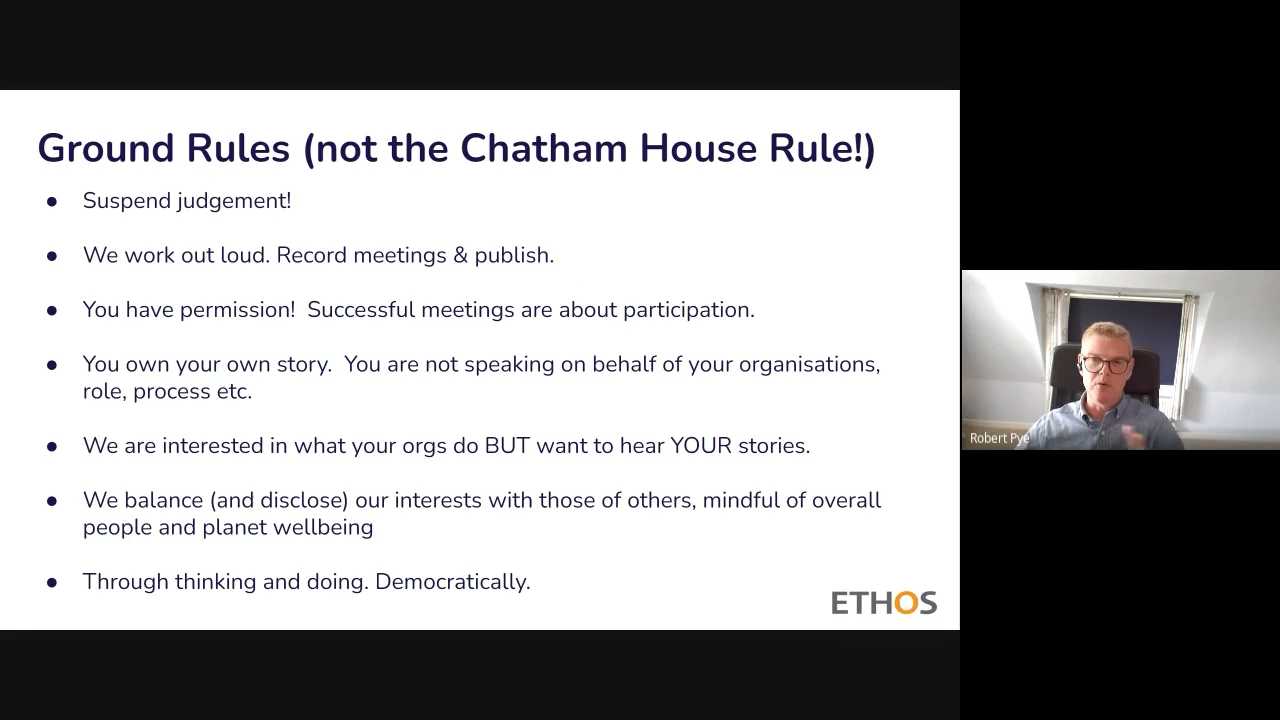 Ground Rules (not the Chatham House Rule!)
● Suspend judgement!
● We work out loud. Record meetings & publish.
● You have permission!  Successful meetings are about participation.
● You own your own story.  You are not speaking on behalf of your organisations,
role, process etc.
● We are interested in what your orgs do BUT want to hear YOUR stories.
● We balance (and disclose) our interests with those of others, mindful of overall
people and planet wellbeing
● Through thinking and doing. Democratically.
ETHOS
Robert Pye